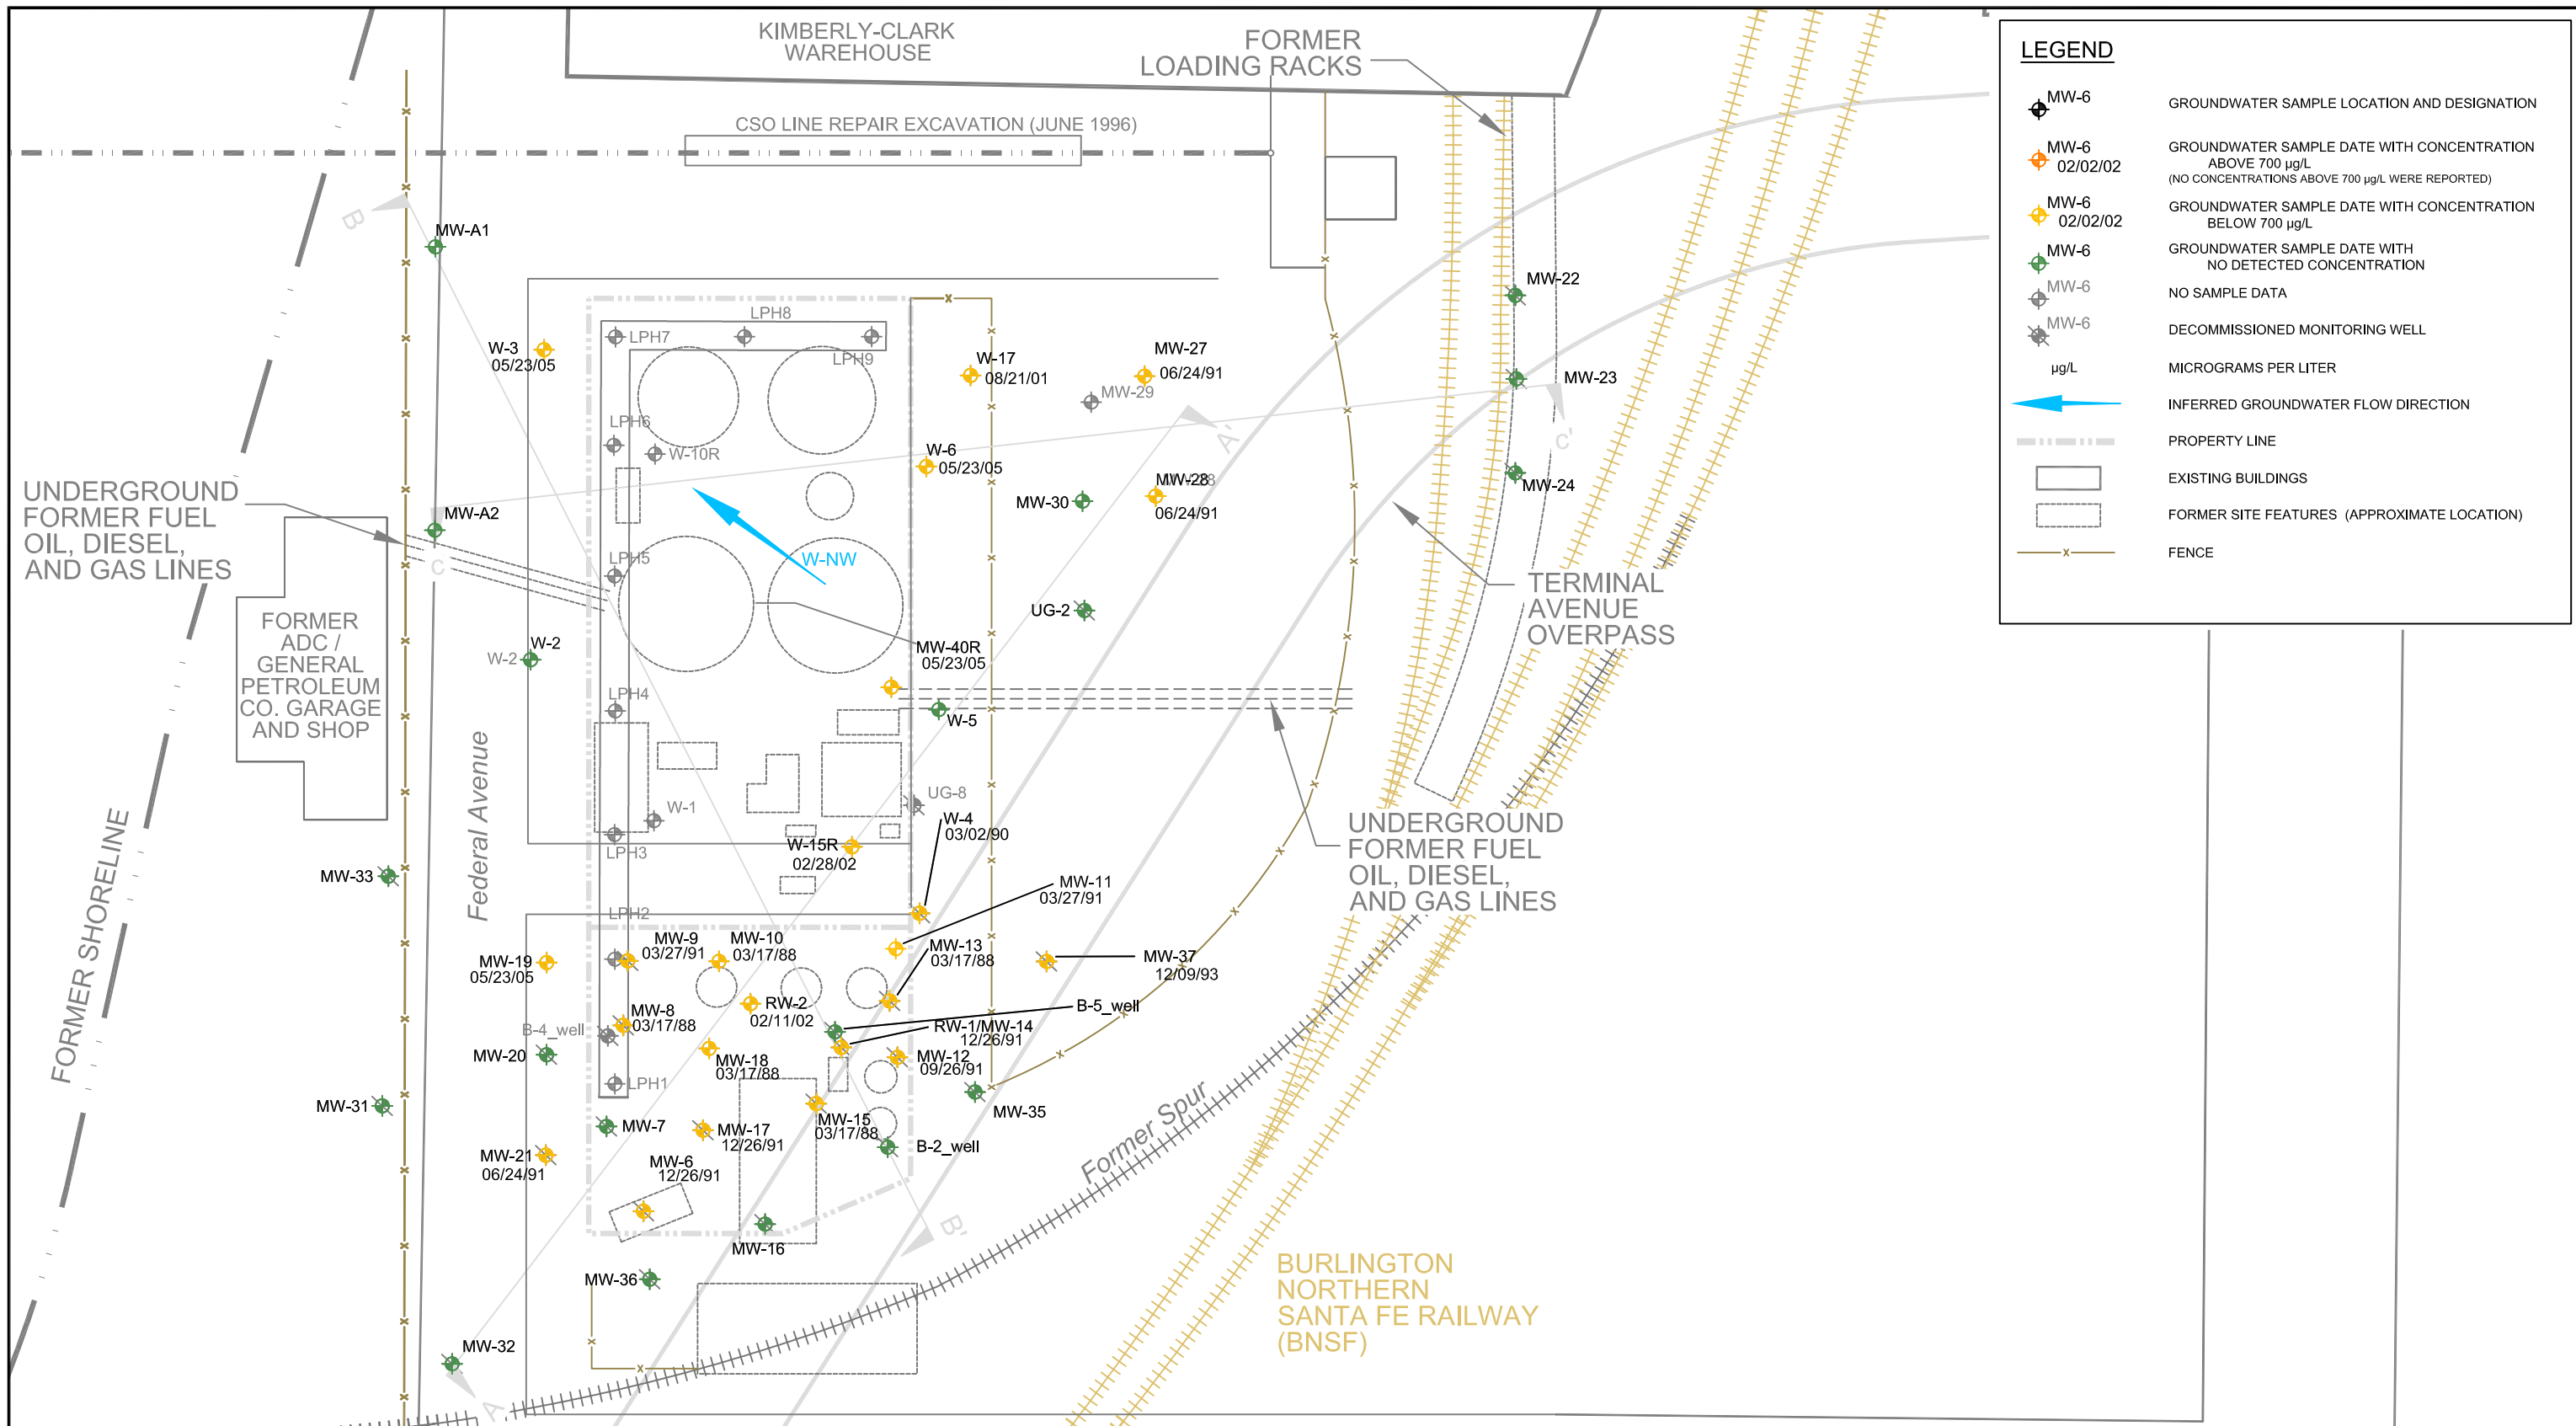 KIMBERLY-CLARK
WAREHOUSE
FORMER
LOADING RACKS
CSO LINE REPAIR EXCAVATION (JUNE 1996)
LEGEND
MW-6
GROUNDWATER SAMPLE LOCATION AND DESIGNATION
MW-6
02/02/02
GROUNDWATER SAMPLE DATE WITH CONCENTRATION
ABOVE 700 µg/L
(NO CONCENTRATIONS ABOVE 700 µg/L WERE REPORTED)
MW-6
02/02/02
GROUNDWATER SAMPLE DATE WITH CONCENTRATION
BELOW 700 µg/L
MW-6
GROUNDWATER SAMPLE DATE WITH
NO DETECTED CONCENTRATION
MW-6
NO SAMPLE DATA
MW-6
DECOMMISSIONED MONITORING WELL
µg/L
MICROGRAMS PER LITER
INFERRED GROUNDWATER FLOW DIRECTION
PROPERTY LINE
EXISTING BUILDINGS
FORMER SITE FEATURES (APPROXIMATE LOCATION)
x
FENCE
B
MW-A1
MW-22
LPH8
LPH7
LPH9
W-3
05/23/05
W-17
08/21/01
MW-27
06/24/91
MW-29
MW-23
A'
C'
LPH6
W-10R
W-6
05/23/05
MW-30
MW-28
06/24/91
MW-24
UNDERGROUND
FORMER FUEL
OIL, DIESEL,
AND GAS LINES
MW-A2
C
LPH5
W-NW
UG-2
TERMINAL
AVENUE
OVERPASS
FORMER
ADC /
GENERAL
PETROLEUM
CO. GARAGE
AND SHOP
W-2
W-2
MW-40R
05/23/05
LPH4
W-5
Federal Avenue
FORMER SHORELINE
UG-8
W-1
W-4
03/02/90
LPH3
W-15R
02/28/02
UNDERGROUND
FORMER FUEL
OIL, DIESEL,
AND GAS LINES
MW-33
MW-11
03/27/91
LPH2
MW-9
03/27/91
MW-10
03/17/88
MW-13
03/17/88
MW-37
12/09/93
MW-19
05/23/05
RW-2
02/11/02
B-5_well
MW-8
03/17/88
B-4_well
RW-1/MW-14
12/26/91
MW-20
MW-18
03/17/88
MW-12
09/26/91
LPH1
MW-31
MW-35
MW-7
MW-17
12/26/91
MW-15
03/17/88
B-2_well
Former Spur
MW-21
06/24/91
MW-6
12/26/91
B'
MW-16
MW-36
BURLINGTON
NORTHERN
SANTA FE RAILWAY
(BNSF)
MW-32
A